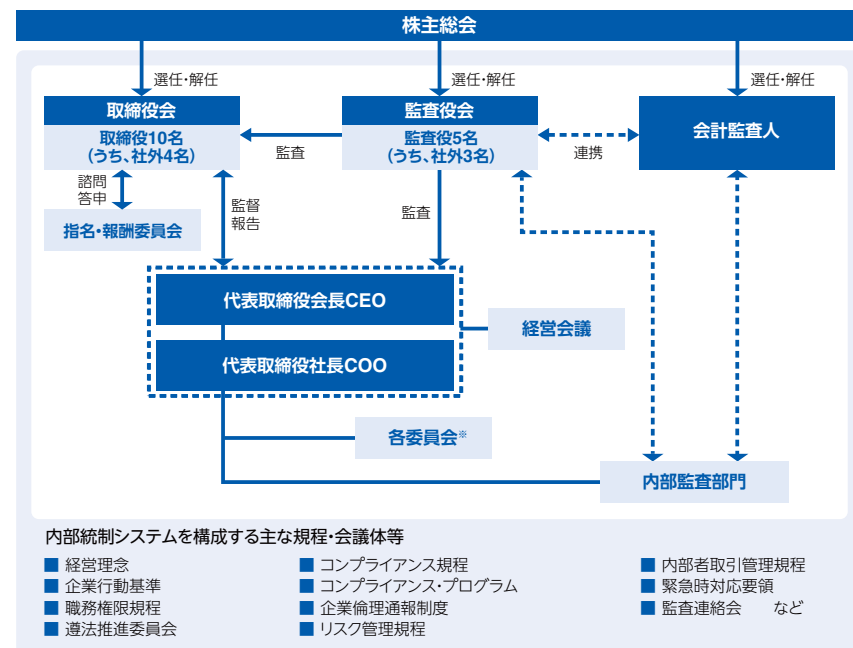 株主総会
選任・解任
選任・解任
選任・解任
取締役会
取締役10名
(うち、社外4名)
監査
監査役会
監査役5名
(うち、社外3名)
連携
会計監査人
諮問
答申
指名・報酬委員会
監督
報告
監査
代表取締役会長CEO
代表取締役社長COO
経営会議
各委員会※
内部監査部門
内部統制システムを構成する主な規程・会議体等
■ 経営理念
■ 企業行動基準
■ 職務権限規程
■ 遵法推進委員会
■ コンプライアンス規程
■ コンプライアンス・プログラム
■ 企業倫理通報制度
■ リスク管理規程
■ 内部者取引管理規程
■ 緊急時対応要領
■ 監査連絡会 など